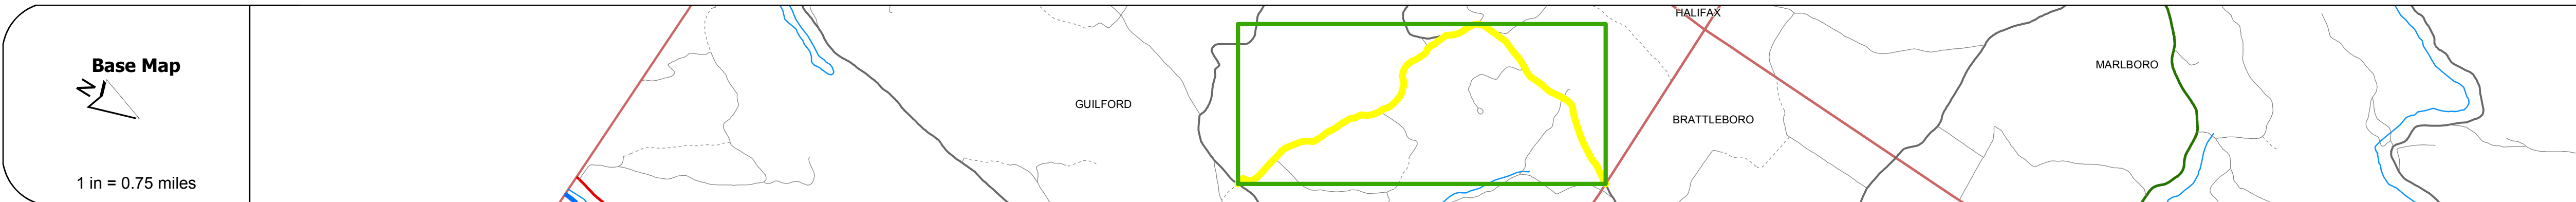 Base Map
N
1 in = 0.75 miles
GUILFORD
HALIFAX
BRATTLEBORO
MARLBORO